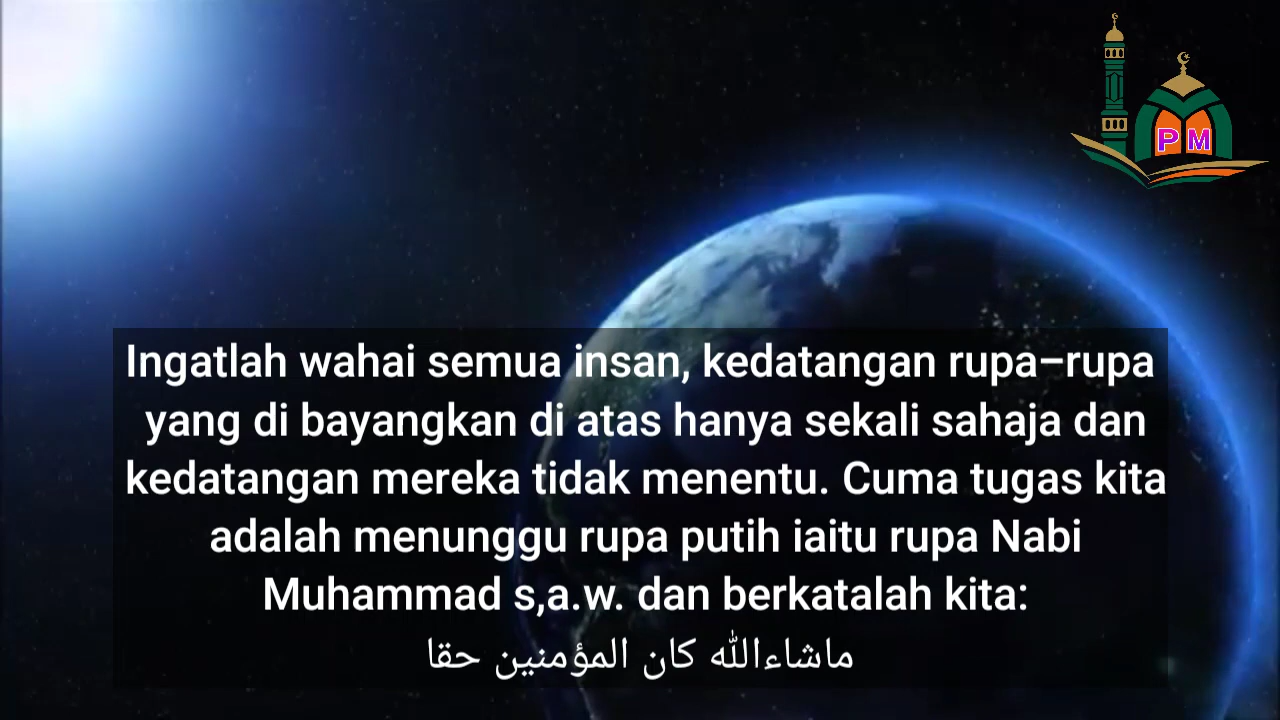 P M
Ingatlah wahai semua insan, kedatangan rupa–rupa
yang di bayangkan di atas hanya sekali sahaja dan
kedatangan mereka tidak menentu. Cuma tugas kita
adalah menunggu rupa putih iaitu rupa Nabi
Muhammad s,a.w. dan berkatalah kita:
ماشاءالله كان المؤمنين حقا